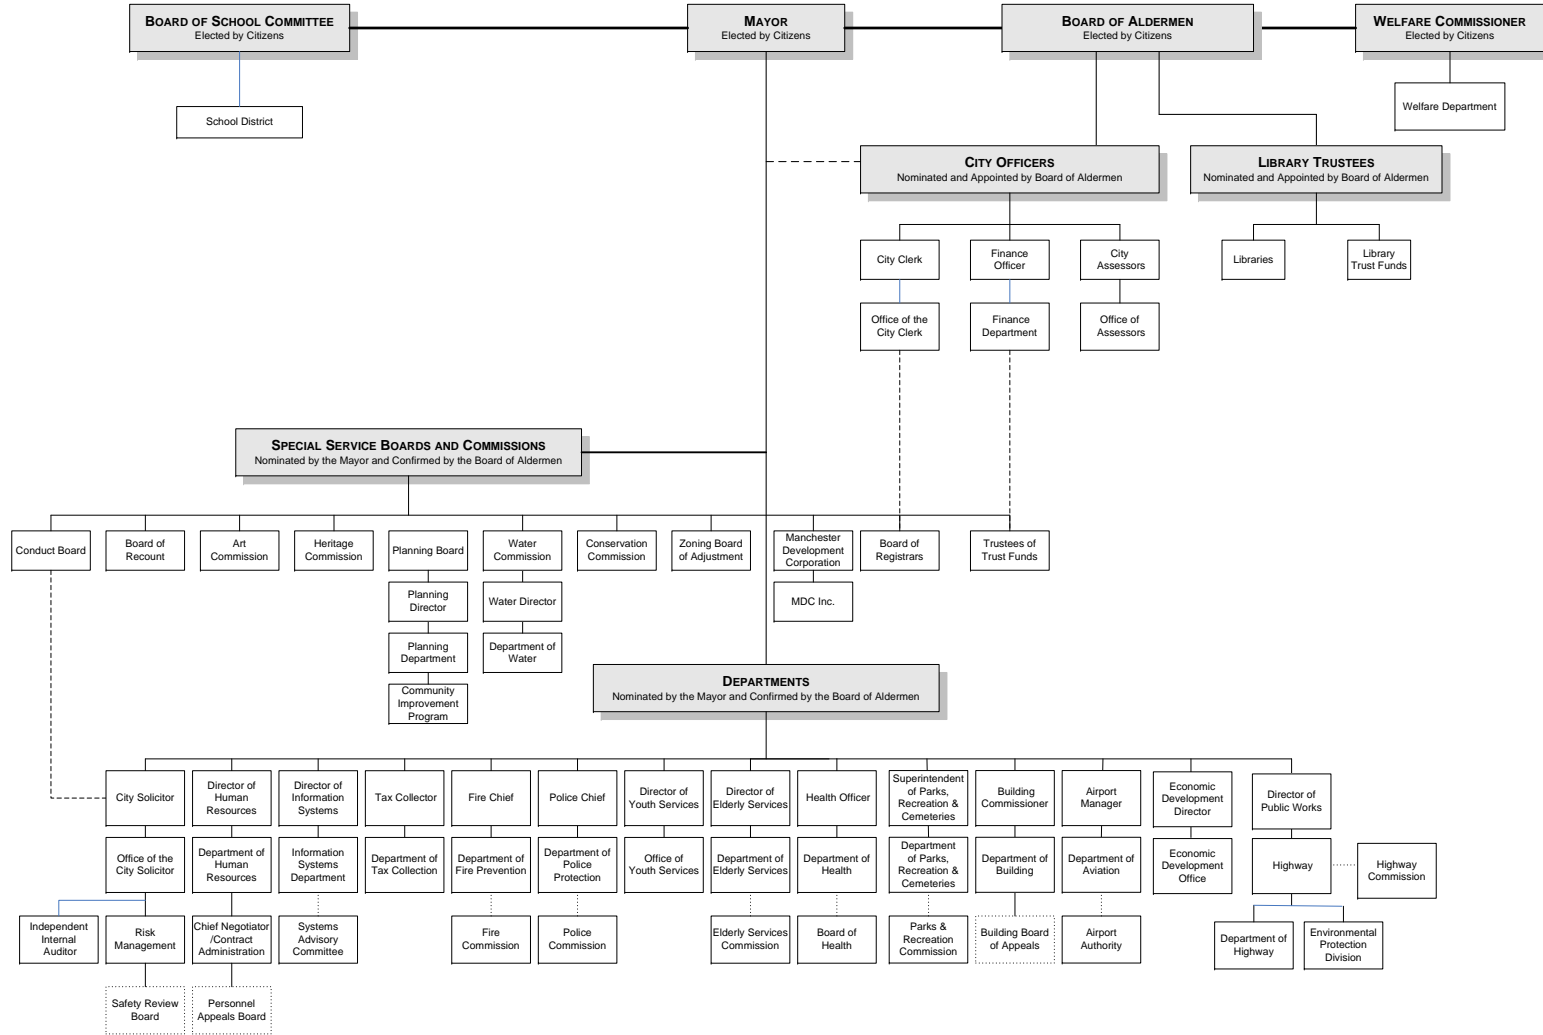 BOARD OF SCHOOL COMMITTEE
Elected by Citizens
MAYOR
Elected by Citizens
BOARD OF ALDERMEN
Elected by Citizens
WELFARE COMMISSIONER
Elected by Citizens
School District
Welfare Department
CITY OFFICERS
Nominated and Appointed by Board of Aldermen
LIBRARY TRUSTEES
Nominated and Appointed by Board of Aldermen
City Clerk
Finance
Officer
City
Assessors
Libraries
Library
Trust Funds
Office of the
City Clerk
Finance
Department
Office of
Assessors
SPECIAL SERVICE BOARDS AND COMMISSIONS
Nominated by the Mayor and Confirmed by the Board of Aldermen
Conduct Board
Board of
Recount
Art
Commission
Heritage
Commission
Planning Board
Water
Commission
Conservation
Commission
Zoning Board
of Adjustment
Manchester
Development
Corporation
Board of
Registrars
Trustees of
Trust Funds
Planning
Director
Water Director
MDC Inc.
Planning
Department
Department of
Water
Community
Improvement
Program
DEPARTMENTS
Nominated by the Mayor and Confirmed by the Board of Aldermen
City Solicitor
Director of
Human
Resources
Director of
Information
Systems
Tax Collector
Fire Chief
Police Chief
Director of
Youth Services
Director of
Elderly Services
Health Officer
Superintendent
of Parks,
Recreation &
Cemeteries
Building
Commissioner
Airport
Manager
Economic
Development
Director
Director of
Public Works
Office of the
City Solicitor
Department of
Human
Resources
Information
Systems
Department
Department of
Tax Collection
Department of
Fire Prevention
Department of
Police
Protection
Office of
Youth Services
Department of
Elderly Services
Department of
Health
Department
of Parks,
Recreation &
Cemeteries
Department of
Building
Department of
Aviation
Economic
Development
Office
Highway
Highway
Commission
Independent
Internal
Auditor
Risk
Management
Chief Negotiator
/Contract
Administration
Systems
Advisory
Committee
Fire
Commission
Police
Commission
Elderly Services
Commission
Board of
Health
Parks &
Recreation
Commission
Building Board
of Appeals
Airport
Authority
Department of
Highway
Environmental
Protection
Division
Safety Review
Board
Personnel
Appeals Board